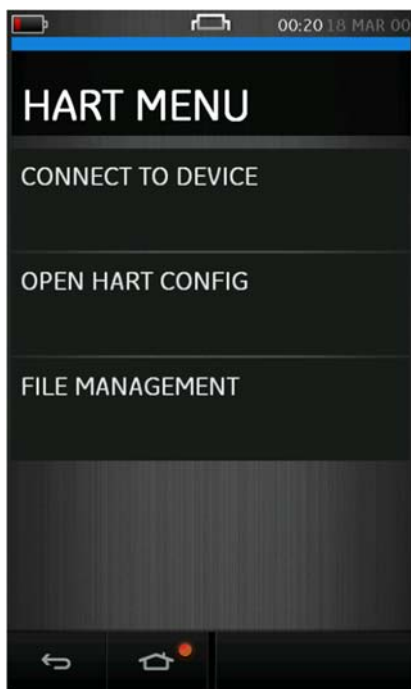 00:20 18 MAR 00
HART MENU
CONNECT TO DEVICE
OPEN HART CONFIG
FILE MANAGEMENT